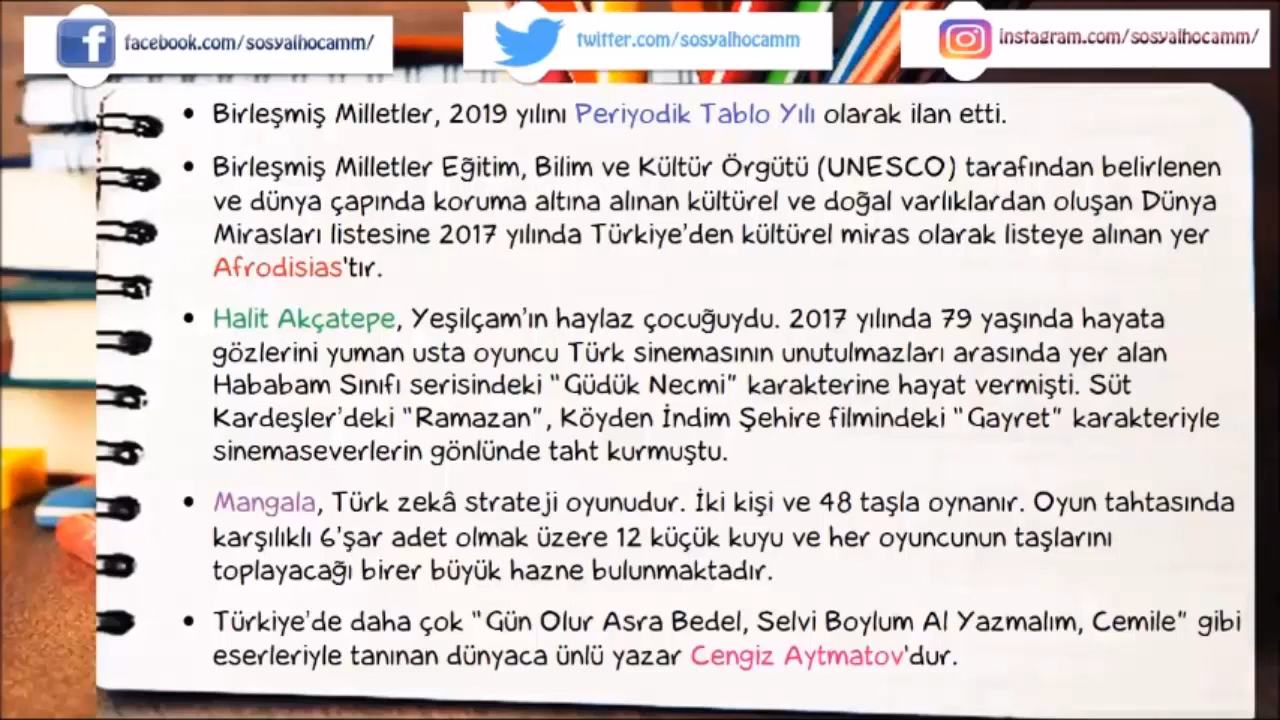 facebook.com/sosyalhocamm/
twitter.com/sosyalhocamm
instagram.com/sosyalhocamm/
• Birleşmiş Milletler, 2019 yılını Periyodik Tablo Yılı olarak ilan etti.
• Birleşmiş Milletler Eğitim, Bilim ve Kültür Örgütü (UNESCO) tarafından belirlenen
ve dünya çapında koruma altına alınan kültürel ve doğal varlıklardan oluşan Dünya
Mirasları listesine 2017 yılında Türkiye'den kültürel miras olarak listeye alınan yer
Afrodisias'tır.
• Halit Akçatepe, Yeşilçam'ın haylaz çocuğuydu. 2017 yılında 79 yaşında hayata
gözlerini yuman usta oyuncu Türk sinemasının unutulmazları arasında yer alan
Hababam Sınıfı serisindeki "Güdük Necmi" karakterine hayat vermişti. Süt
Kardeşler'deki "Ramazan", Köyden İndim Şehire filmindeki "Gayret" karakteriyle
sinemaseverlerin gönlünde taht kurmuştu.
• Mangala, Türk zekâ strateji oyunudur. İki kişi ve 48 taşla oynanır. Oyun tahtasında
karşılıklı 6'şar adet olmak üzere 12 küçük kuyu ve her oyuncunun taşlarını
toplayacağı birer büyük hazne bulunmaktadır.
• Türkiye'de daha çok "Gün Olur Asra Bedel, Selvi Boylum Al Yazmalım, Cemile" gibi
eserleriyle tanınan dünyaca ünlü yazar Cengiz Aytmatov'dur.